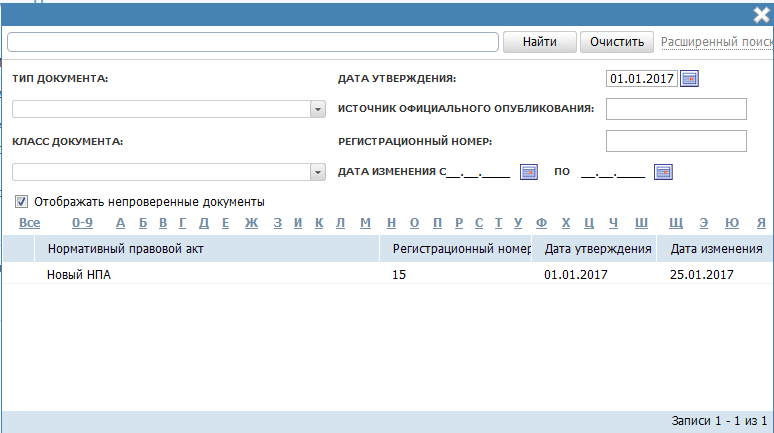 Найти Очистить Расширенный поиск
ТИП ДОКУМЕНТА: ДАТА УТВЕРЖДЕНИЯ: 01.01.2017
ИСТОЧНИК ОФИЦИАЛЬНОГО ОПУБЛИКОВАНИЯ:
КЛАСС ДОКУМЕНТА: РЕГИСТРАЦИОННЫЙ НОМЕР:
ДАТА ИЗМЕНЕНИЯ С__.__.____ ПО __.__.____
Отображать непроверенные документы
Все 0-9 А Б В Г Д Е Ж З И К Л М Н О П Р С Т У Ф Х Ц Ч Ш Щ Э Ю Я
Нормативный правовой акт Регистрационный номер Дата утверждения Дата изменения
Новый НПА 15 01.01.2017 25.01.2017
Записи 1 - 1 из 1